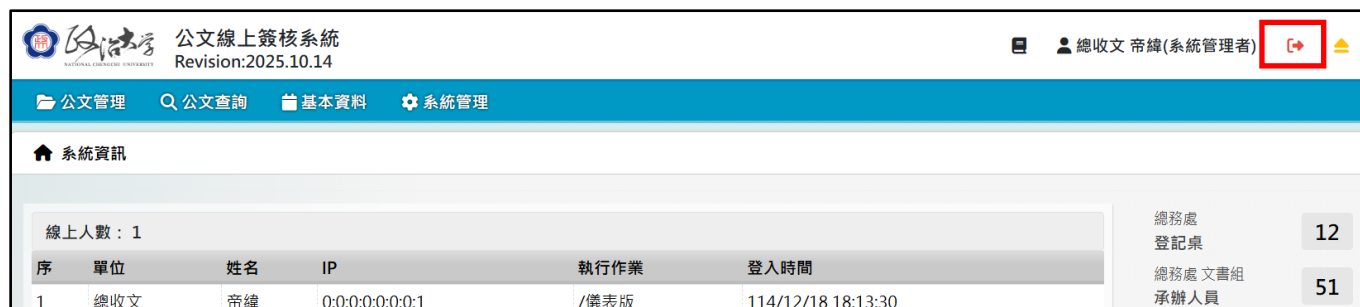 政治大學
NATIONAL CHENGCHI UNIVERSITY
公文線上簽核系統
Revision:2025.10.14
總收文 帝緯(系統管理者)
公文管理 公文查詢 基本資料 系統管理
系統資訊
線上人數：1
序 單位 姓名 IP 執行作業 登入時間
1 總收文 帝緯 0:0:0:0:0:0:0:1 /儀表版 114/12/18 18:13:30
總務處
登記桌
12
總務處 文書組
承辦人員
51